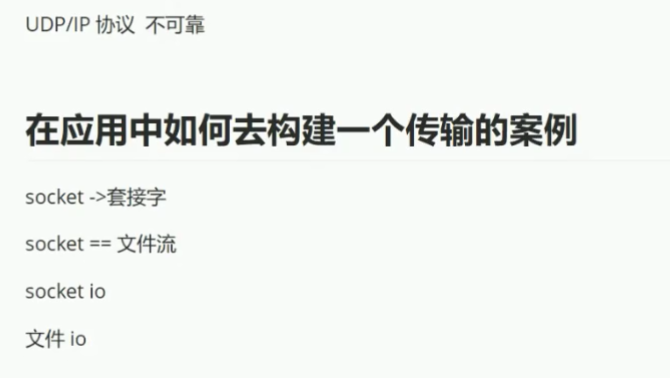 UDP/IP 协议 不可靠
在应用中如何去构建一个传输的案例
socket ->套接字
socket == 文件流
socket io
文件 io